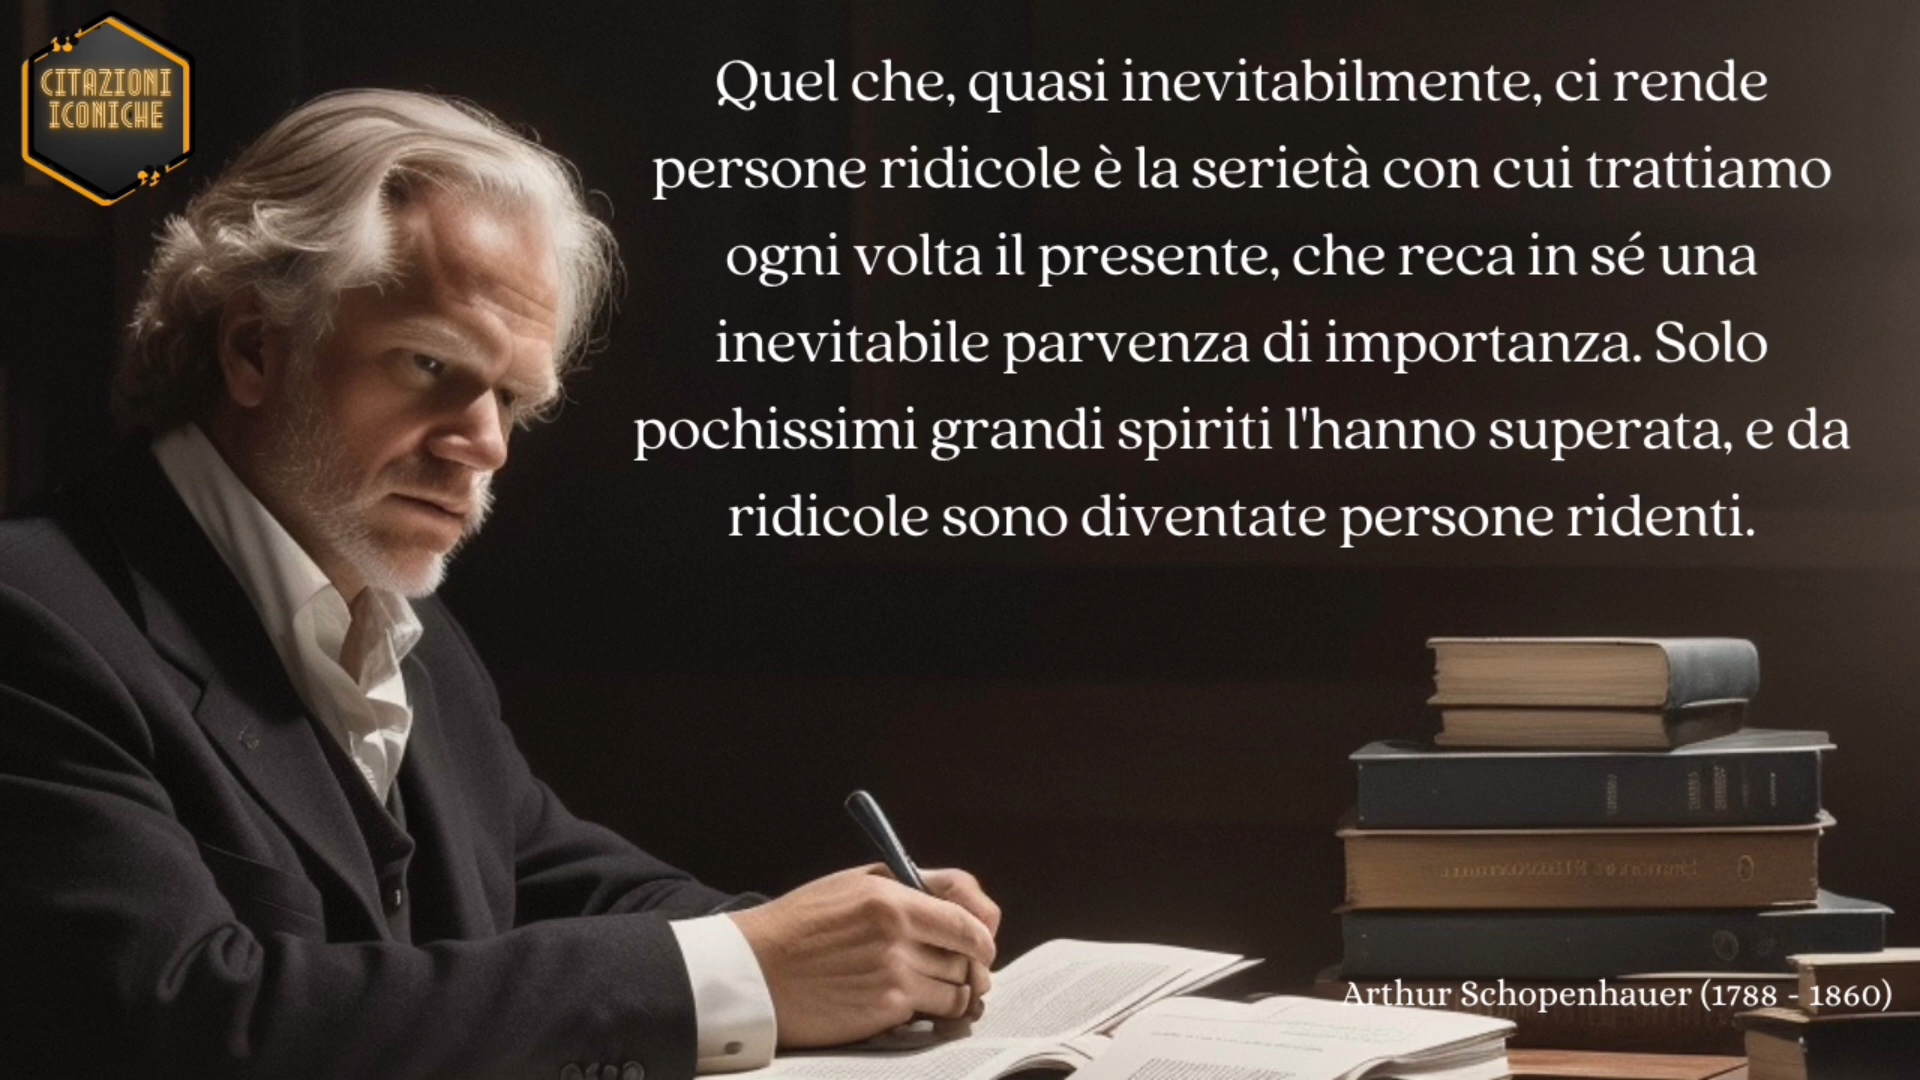 CITAZIONI
ICONICHE
Quel che, quasi inevitabilmente, ci rende
persone ridicole è la serietà con cui trattiamo
ogni volta il presente, che reca in sé una
inevitabile parvenza di importanza. Solo
pochissimi grandi spiriti l'hanno superata, e da
ridicole sono diventate persone ridenti.
Arthur Schopenhauer (1788 - 1860)